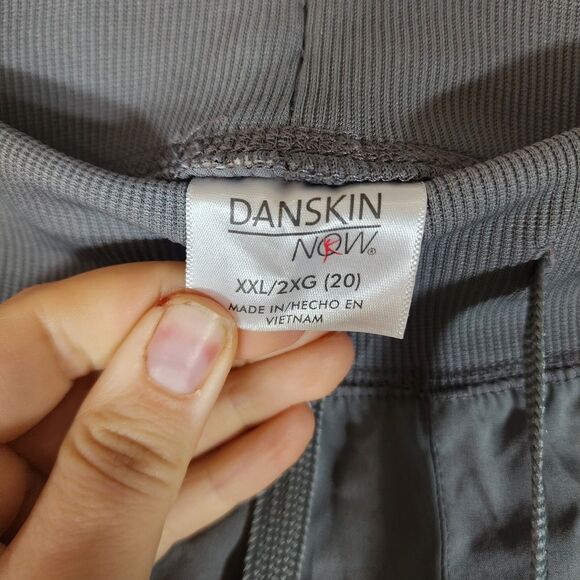 DANSKIN
NOW®
XXL/2XG (20)
MADE IN/HECHO EN
VIETNAM